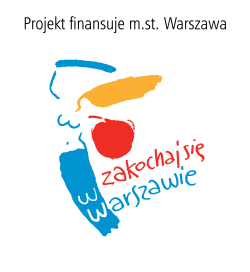 Projekt finansuje m.st. Warszawa
zakochaj się
w Warszawie